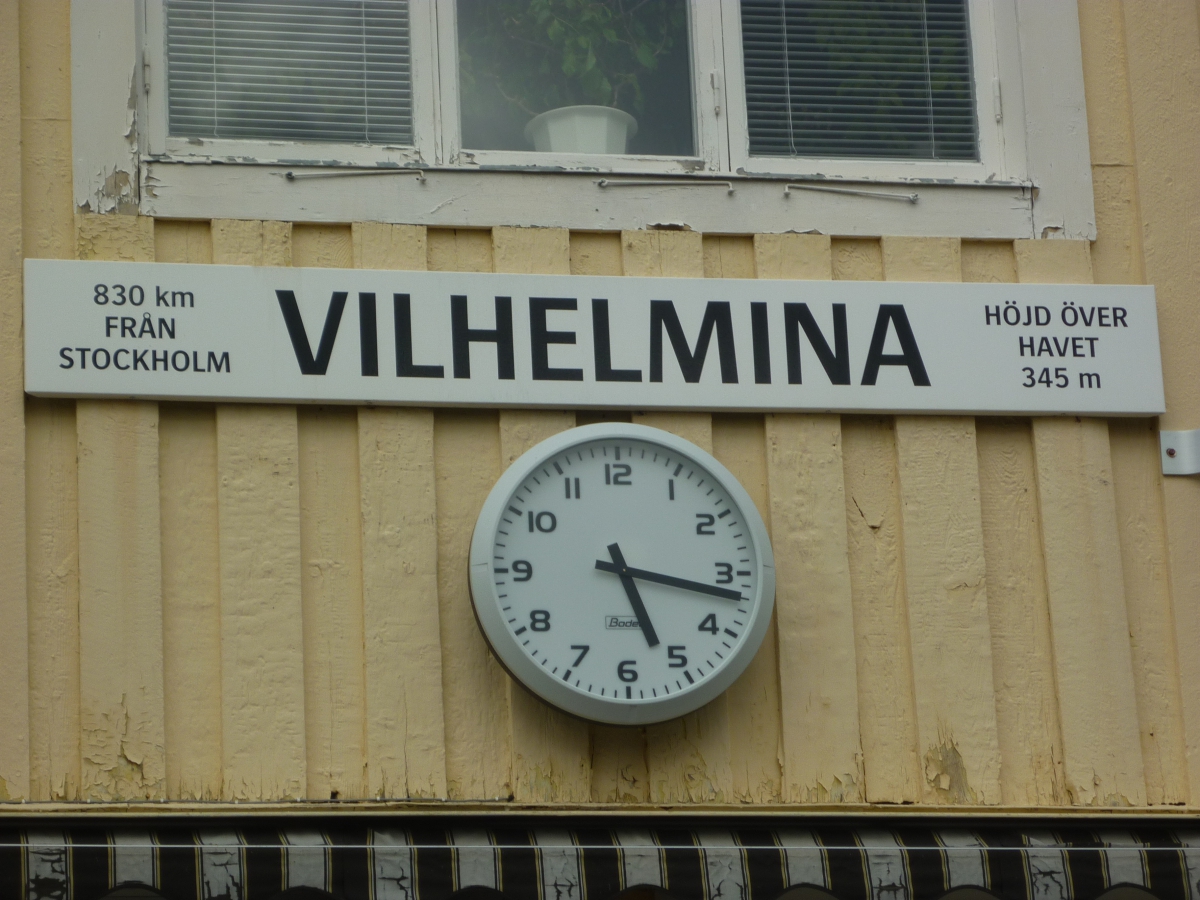 830 km
FRÅN
STOCKHOLM
VILHELMINA
HÖJD ÖVER
HAVET
345 m
12
11 1
10 2
9 3
8 4
7 5
6